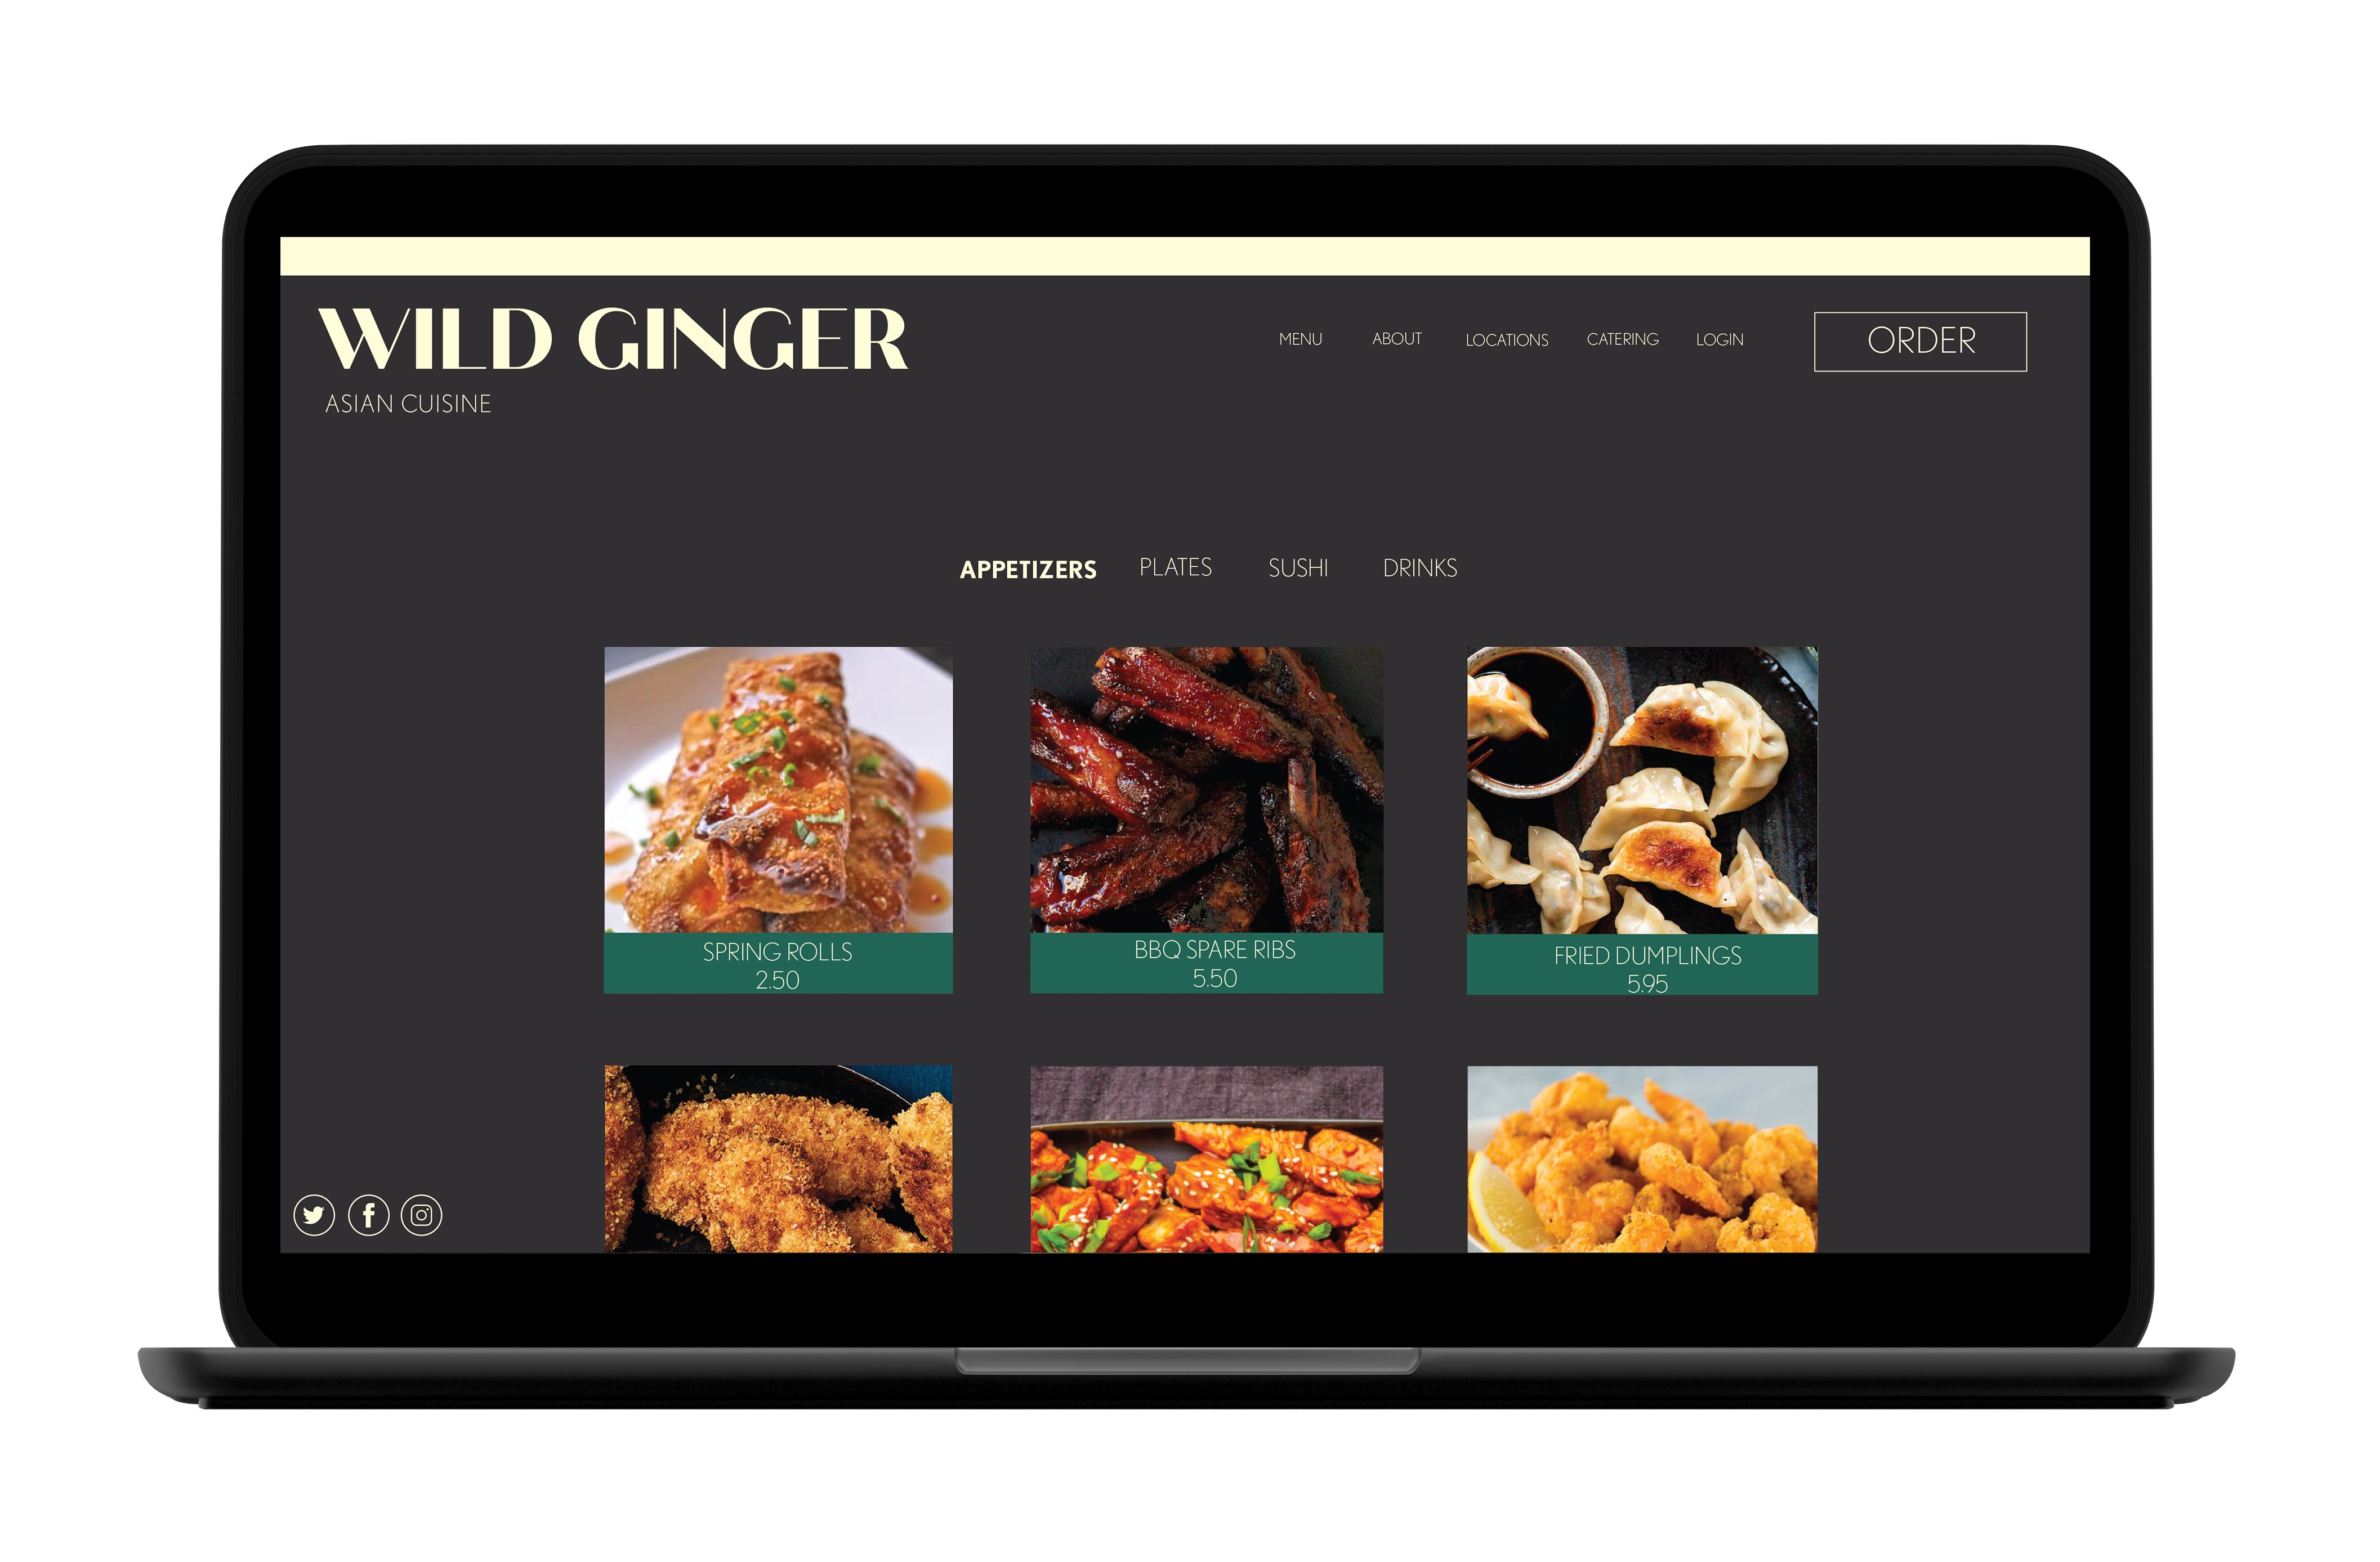 WILD GINGER
ASIAN CUISINE
MENU ABOUT LOCATIONS CATERING LOGIN ORDER
APPETIZERS PLATES SUSHI DRINKS
SPRING ROLLS
2.50
BBQ SPARE RIBS
5.50
FRIED DUMPLINGS
5.95